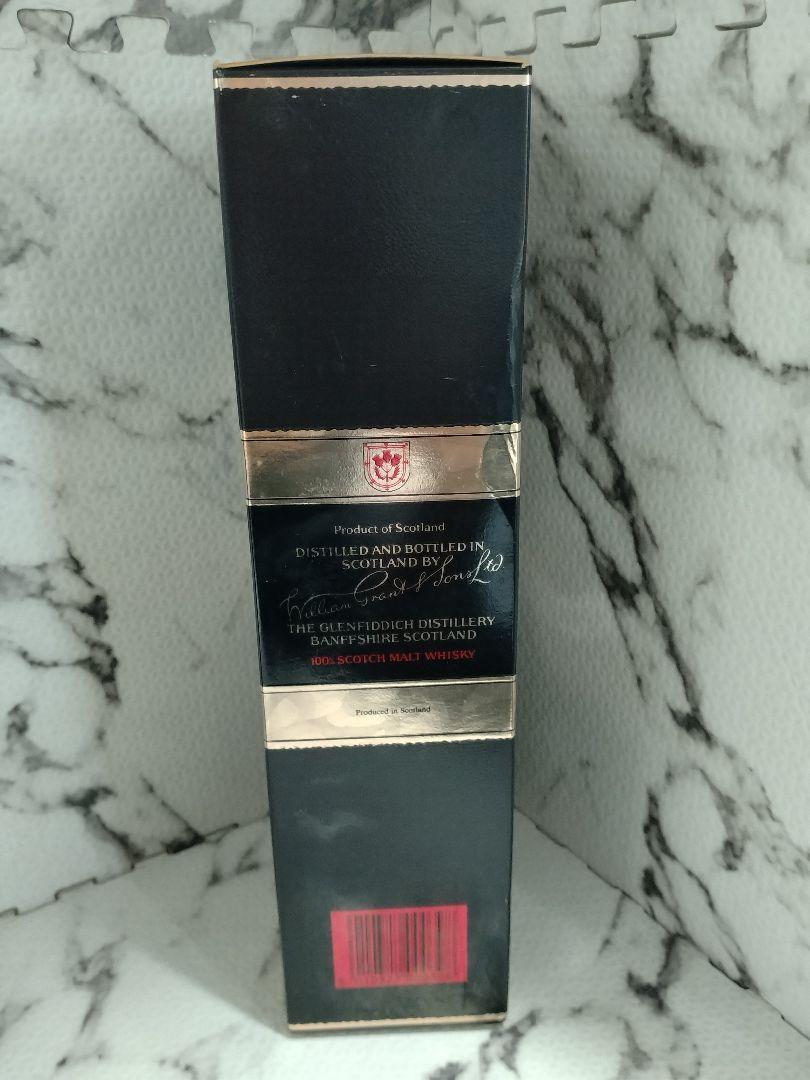 Product of Scotland
DISTILLED AND BOTTLED IN
SCOTLAND BY
William Grant & Sons Ltd.
THE GLENFIDDICH DISTILLERY
BANFFSHIRE SCOTLAND
100% SCOTCH MALT WHISKY
Produced in Scotland